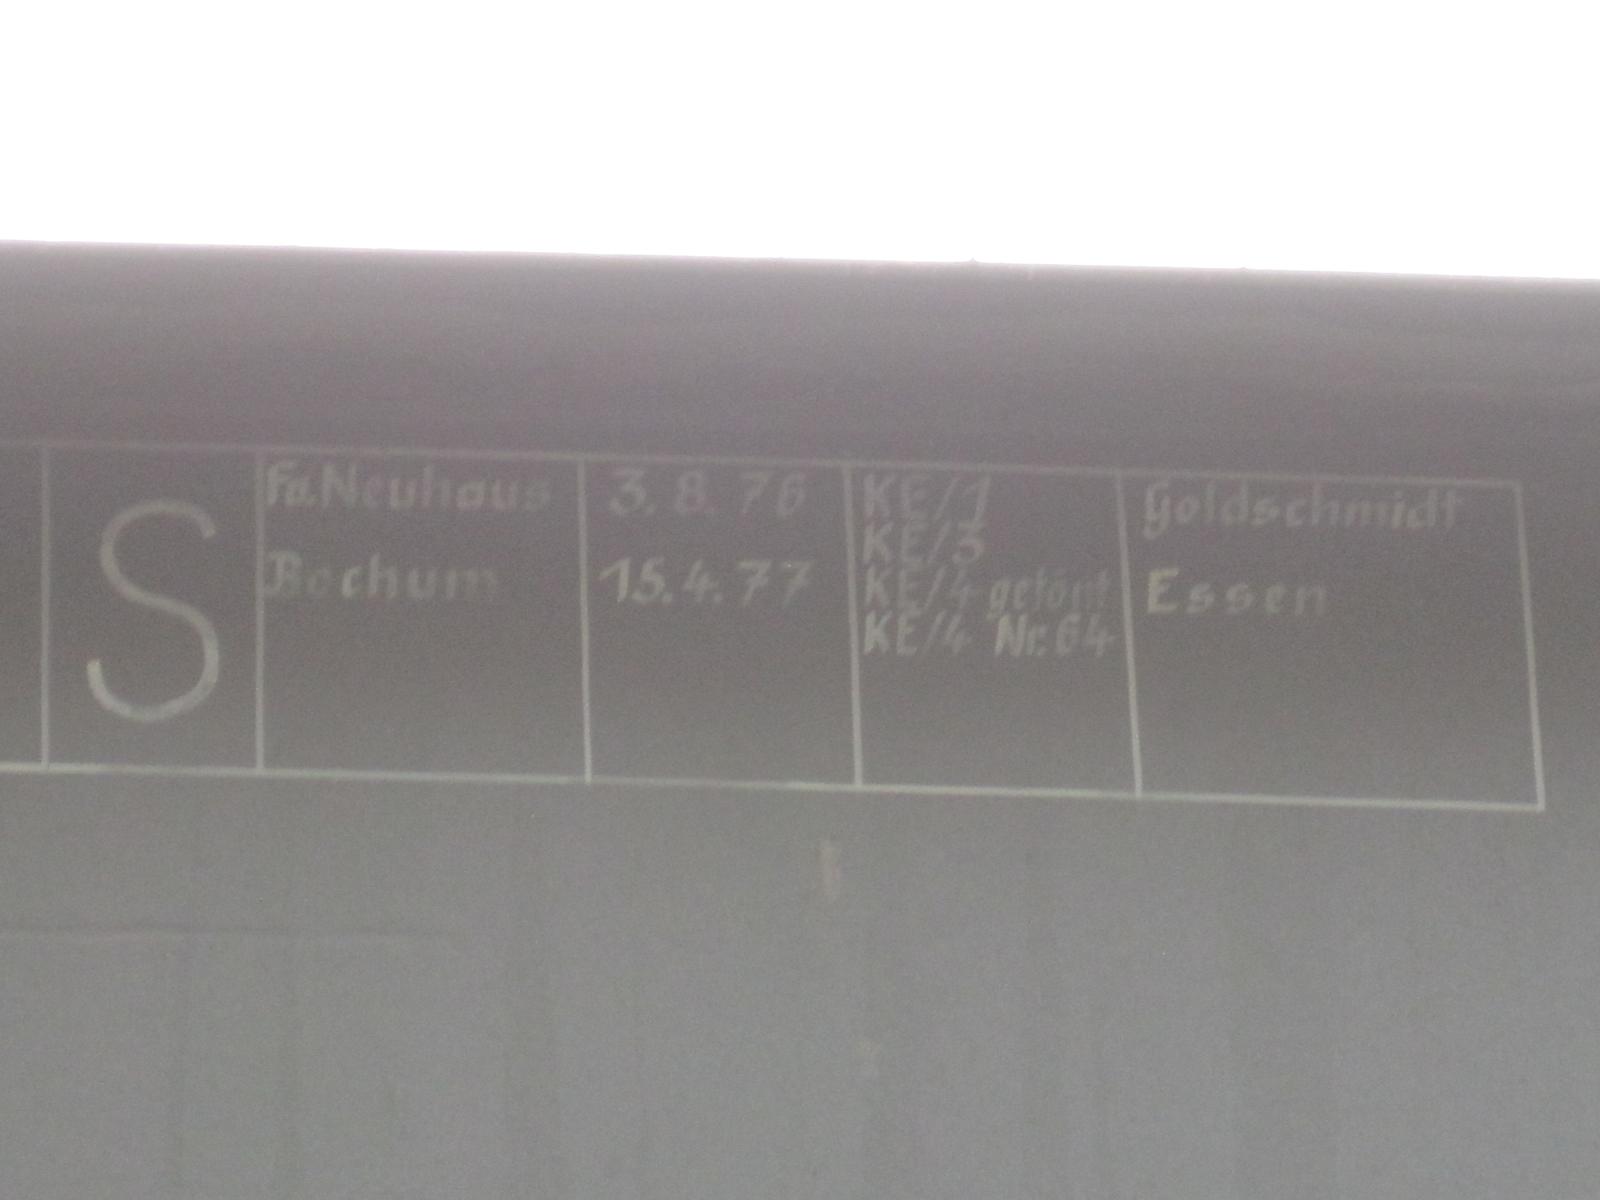 S
Fa.Neuhaus
Bochum
3. 8. 76
15.4.77
KE/1
KE/3
KE/4 getönt
KE/4 Nr.64
Goldschmidt
Essen